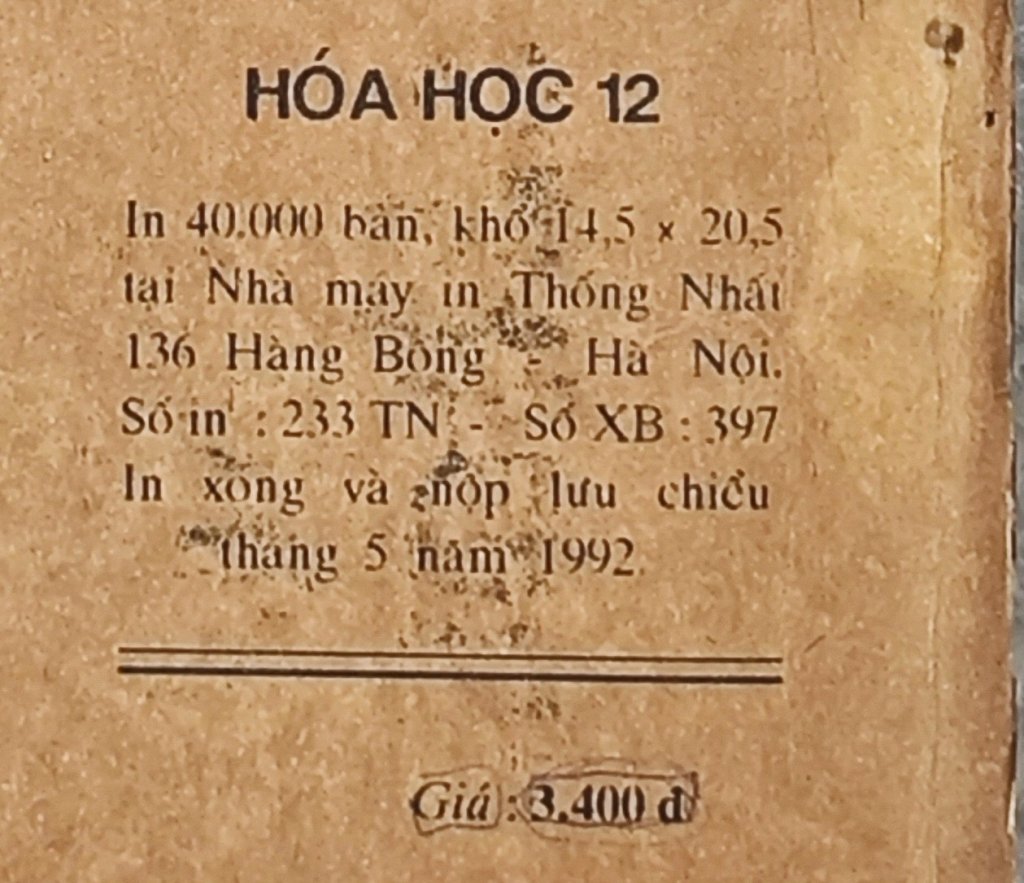 HÓA HỌC 12
In 40.000 bản, khổ 14,5 × 20,5
tại Nhà máy in Thống Nhất
136 Hàng Bông - Hà Nội.
Số in : 233 TN - Số XB : 397
In xong và nộp lưu chiểu
tháng 5 năm 1992.
Giá : 3.400 đ